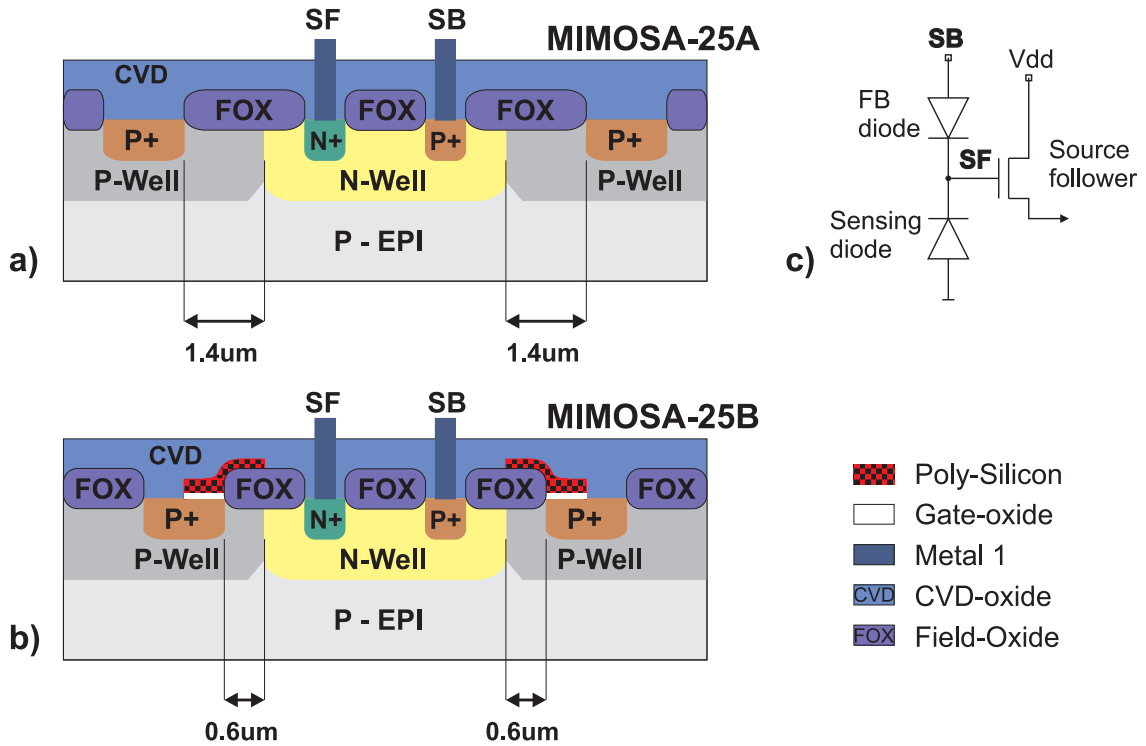 SF SB
MIMOSA-25A
CVD
FOX FOX FOX
P+ N+ P+ P+
P-Well N-Well P-Well
P - EPI
a)
1.4um 1.4um
SB
Vdd
FB
diode
SF
Source
follower
Sensing
diode
c)
SF SB
MIMOSA-25B
CVD
FOX FOX FOX FOX FOX
P+ N+ P+ P+
P-Well N-Well P-Well
P - EPI
b)
0.6um 0.6um
Poly-Silicon
Gate-oxide
Metal 1
CVD CVD-oxide
FOX Field-Oxide